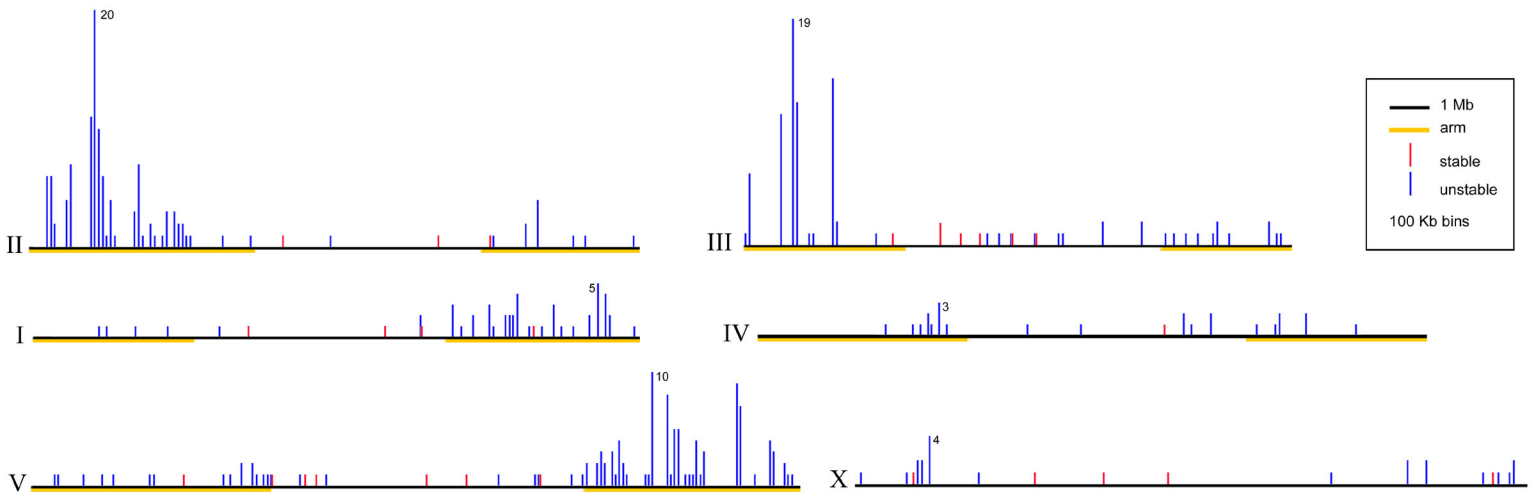 20
II
19
III
1 Mb
arm
stable
unstable
100 Kb bins
5
I
3
IV
10
V
4
X